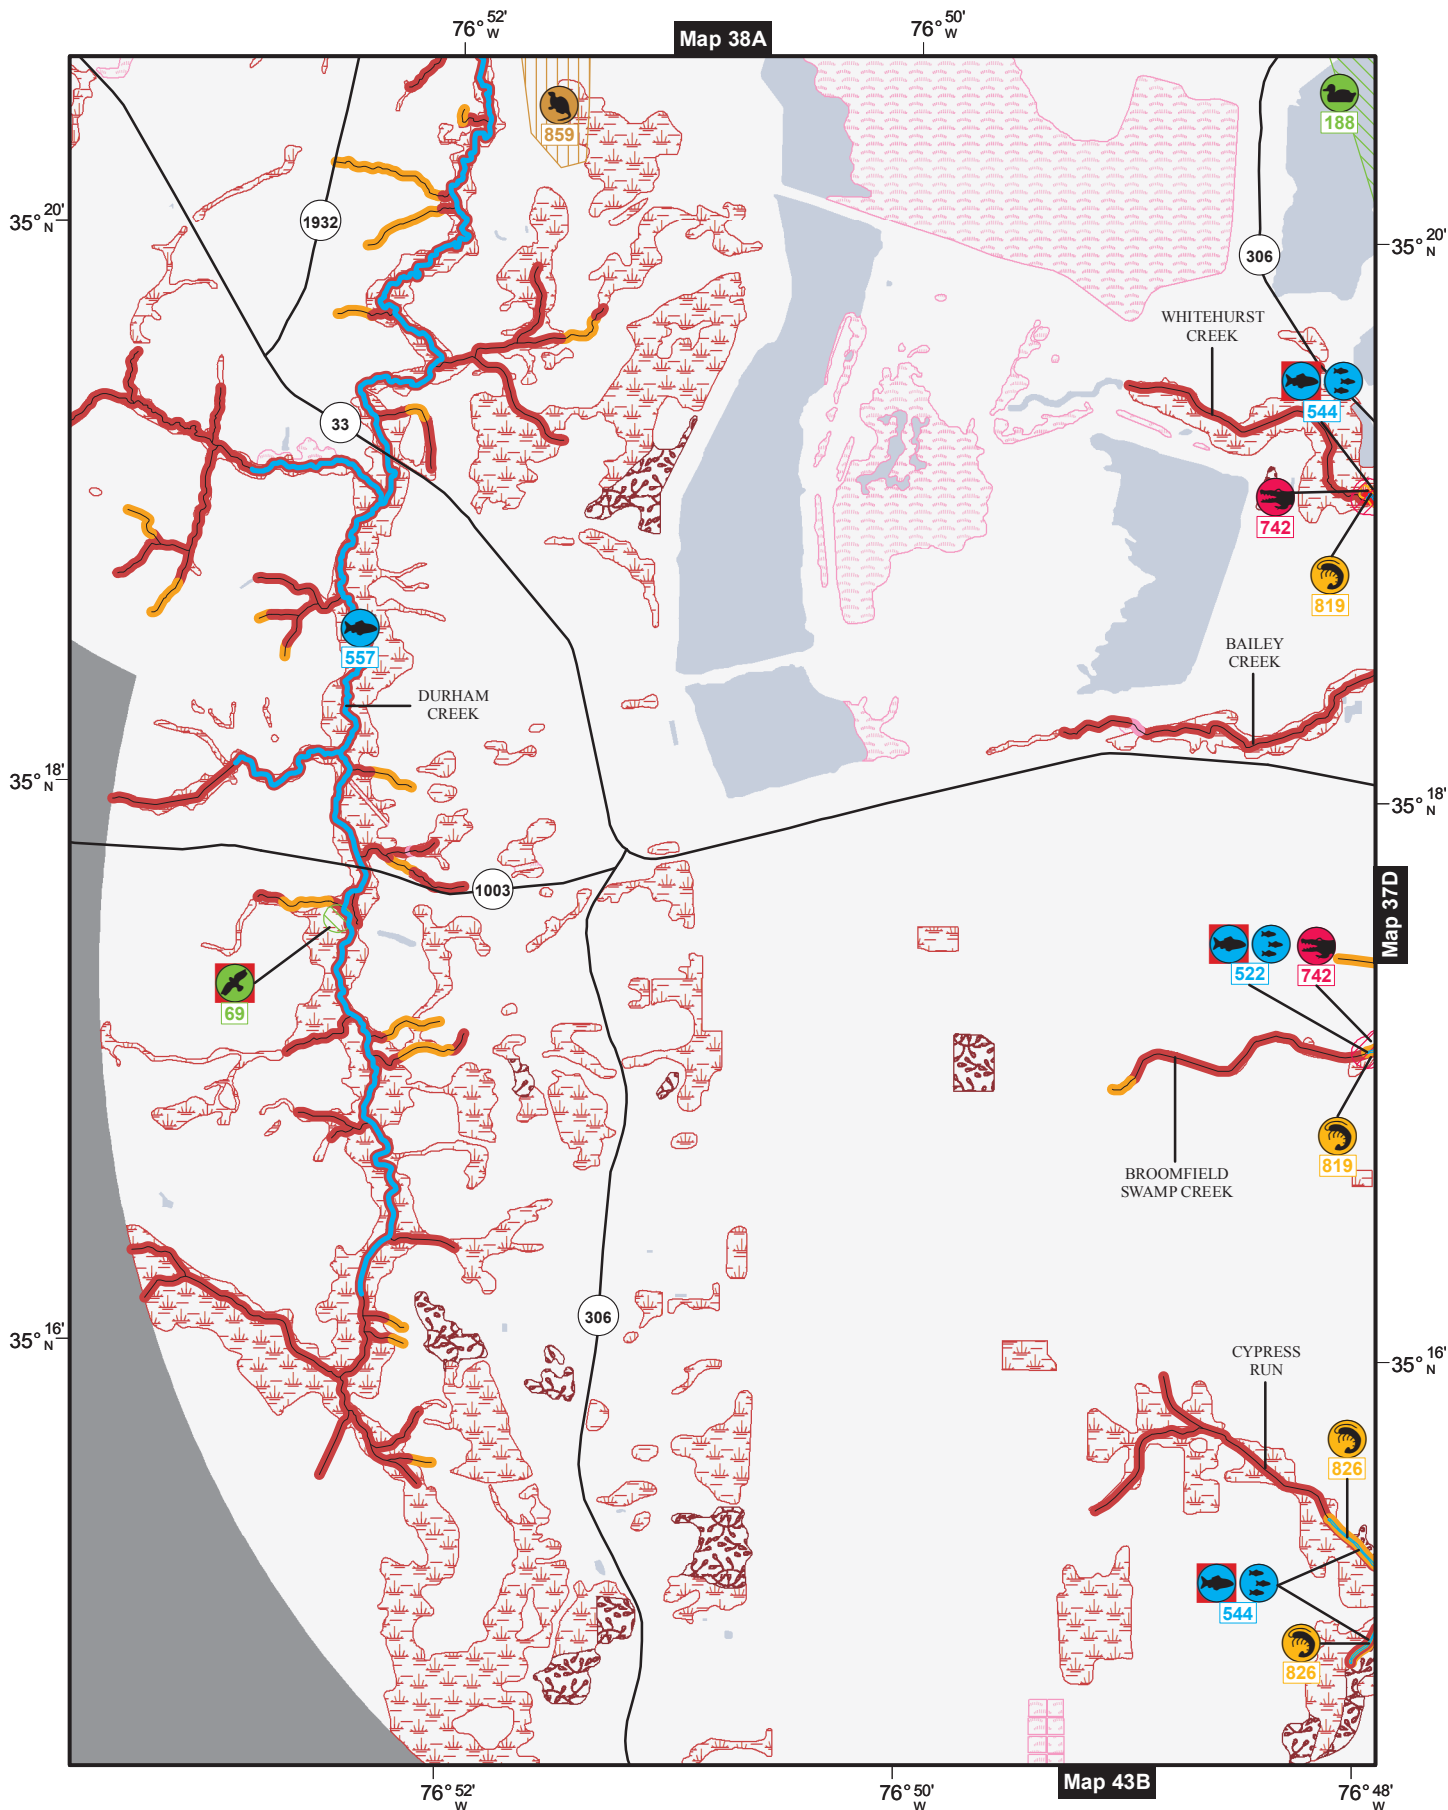 76° 52' W
Map 38A
76° 50' W
859
188
35° 20' N
1932
306
35° 20' N
WHITEHURST
CREEK
544
33
742
819
557
BAILEY
CREEK
DURHAM
CREEK
35° 18' N
35° 18' N
1003
Map 37D
522
742
69
819
BROOMFIELD
SWAMP CREEK
306
35° 16' N
CYPRESS
RUN
35° 16' N
826
544
826
Map 43B
76° 52' W
76° 50' W
76° 48' W